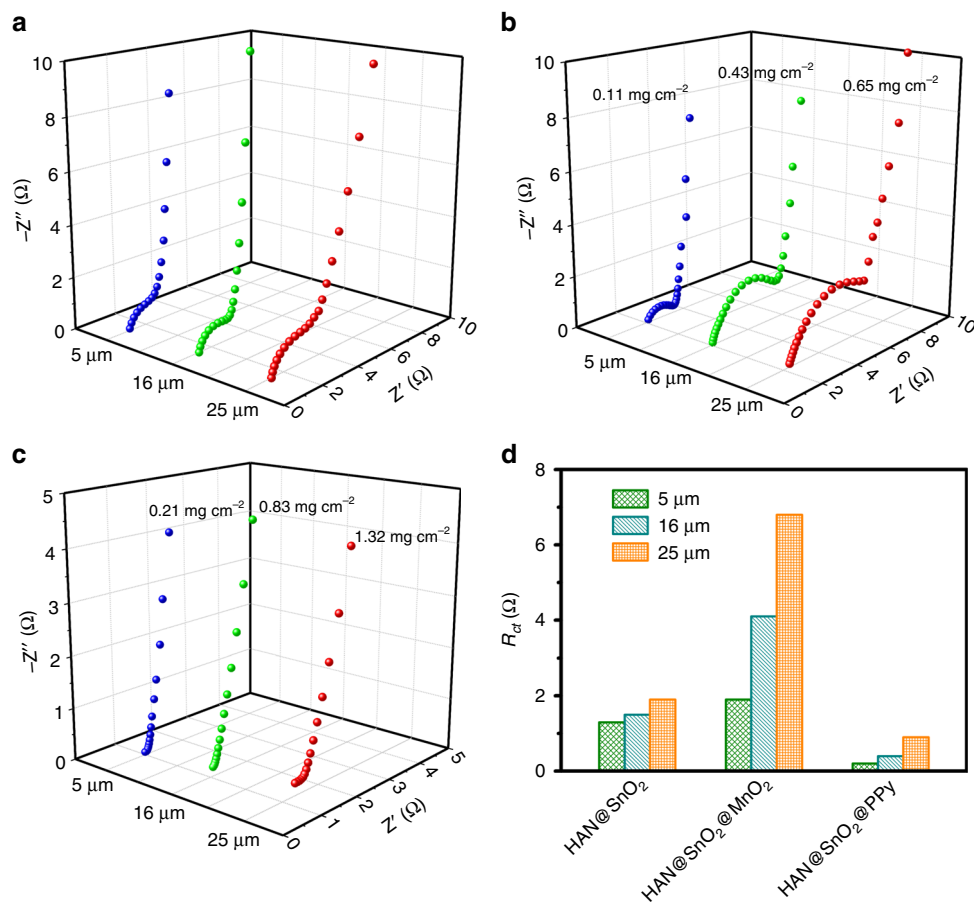 a
10
8
6
4
2
0
−Z″ (Ω)
5 μm
16 μm
25 μm
0
2
4
6
8
10
Z′ (Ω)
b
10
8
6
4
2
0
−Z″ (Ω)
0.11 mg cm⁻²
0.43 mg cm⁻²
0.65 mg cm⁻²
5 μm
16 μm
25 μm
0
2
4
6
8
10
Z′ (Ω)
c
5
4
3
2
1
0
−Z″ (Ω)
0.21 mg cm⁻²
0.83 mg cm⁻²
1.32 mg cm⁻²
5 μm
16 μm
25 μm
0
1
2
3
4
5
Z′ (Ω)
d
8
6
4
2
0
R_ct (Ω)
5 μm
16 μm
25 μm
HAN@SnO₂
HAN@SnO₂@MnO₂
HAN@SnO₂@PPy